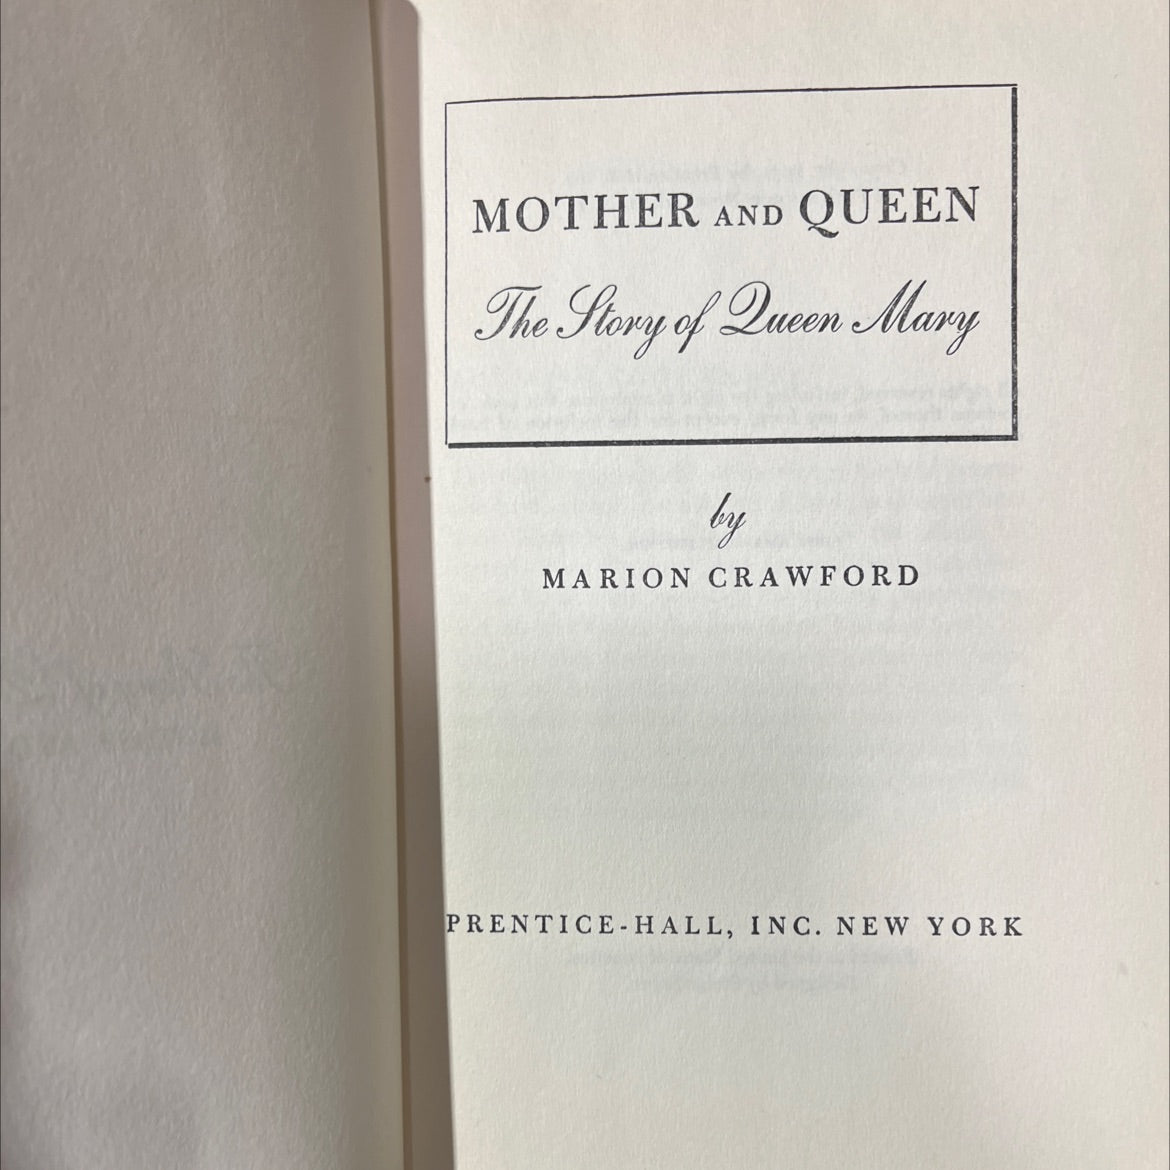 MOTHER AND QUEEN
The Story of Queen Mary
by
MARION CRAWFORD
PRENTICE-HALL, INC. NEW YORK